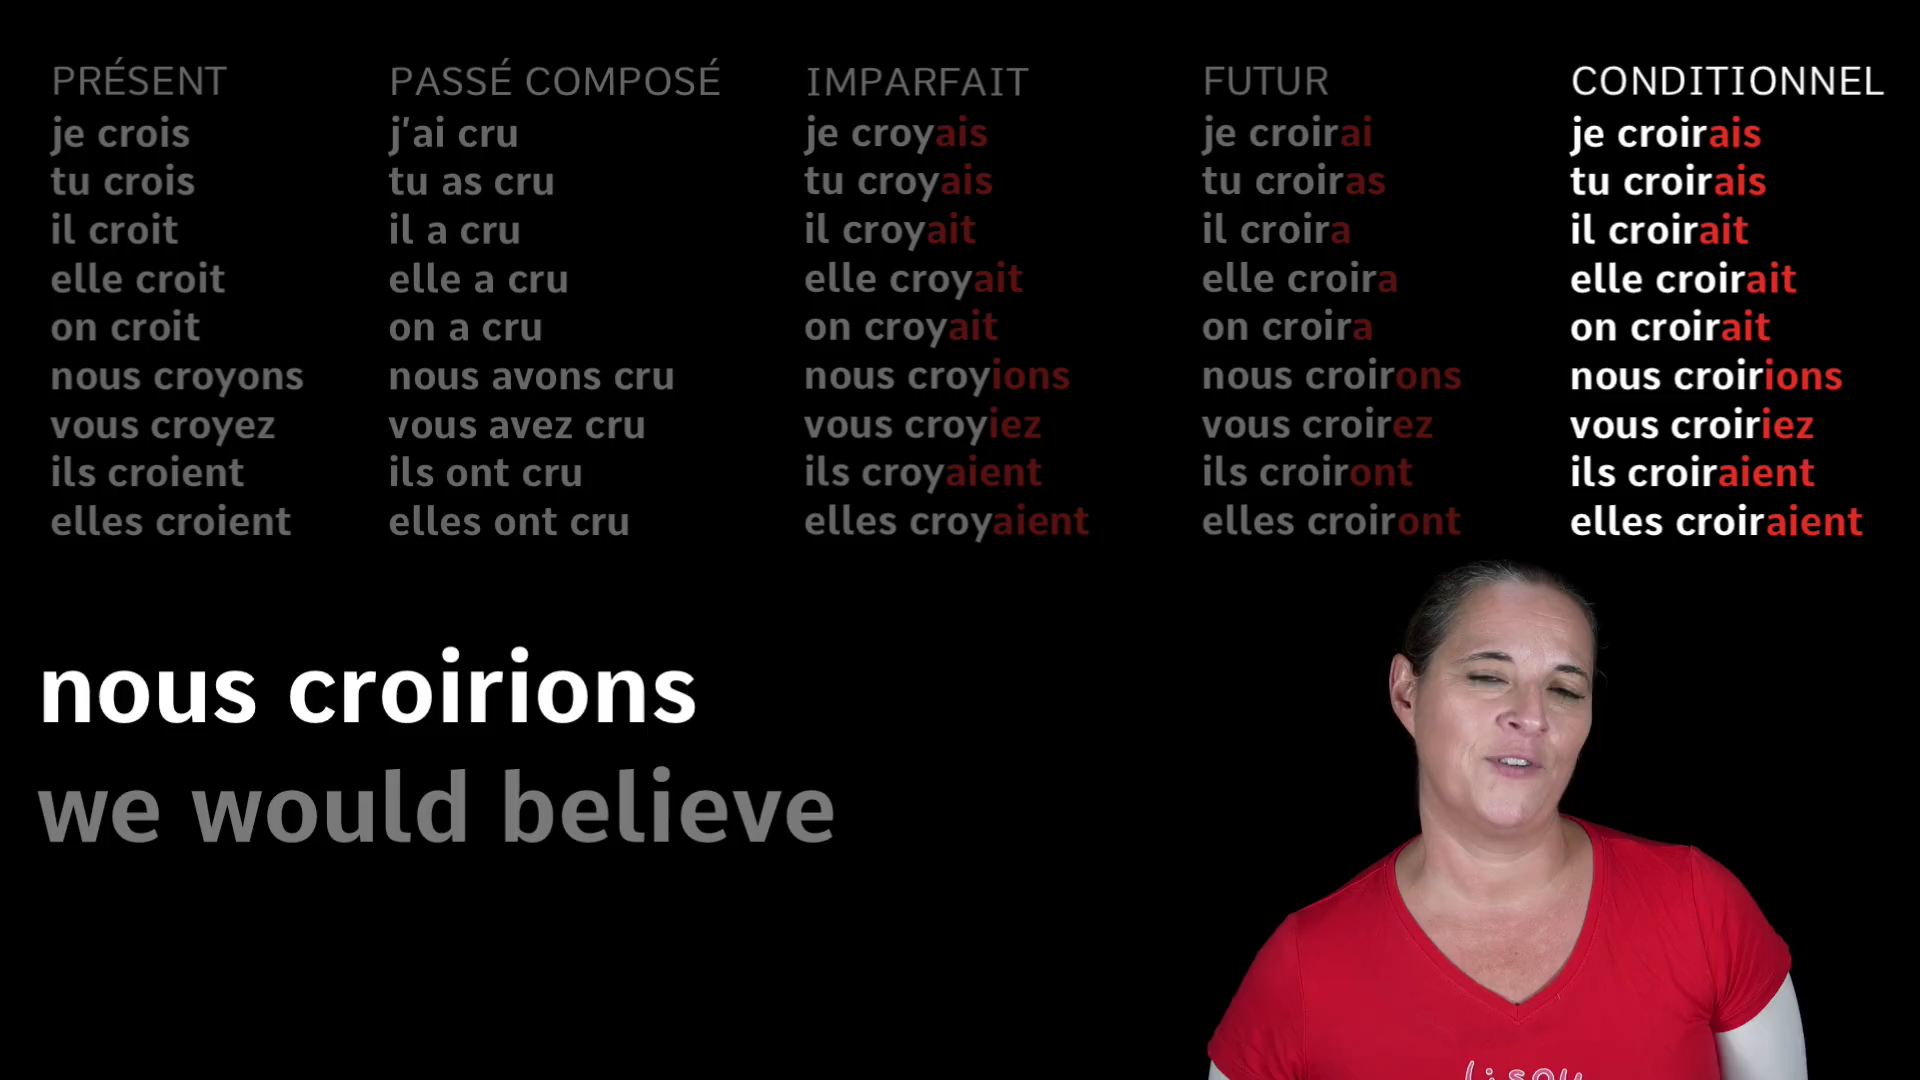 PRÉSENT
je crois
tu crois
il croit
elle croit
on croit
nous croyons
vous croyez
ils croient
elles croient
PASSÉ COMPOSÉ
j'ai cru
tu as cru
il a cru
elle a cru
on a cru
nous avons cru
vous avez cru
ils ont cru
elles ont cru
IMPARFAIT
je croyais
tu croyais
il croyait
elle croyait
on croyait
nous croyions
vous croyiez
ils croyaient
elles croyaient
FUTUR
je croirai
tu croiras
il croira
elle croira
on croira
nous croirons
vous croirez
ils croiront
elles croiront
CONDITIONNEL
je croirais
tu croirais
il croirait
elle croirait
on croirait
nous croirions
vous croiriez
ils croiraient
elles croiraient
nous croirions
we would believe